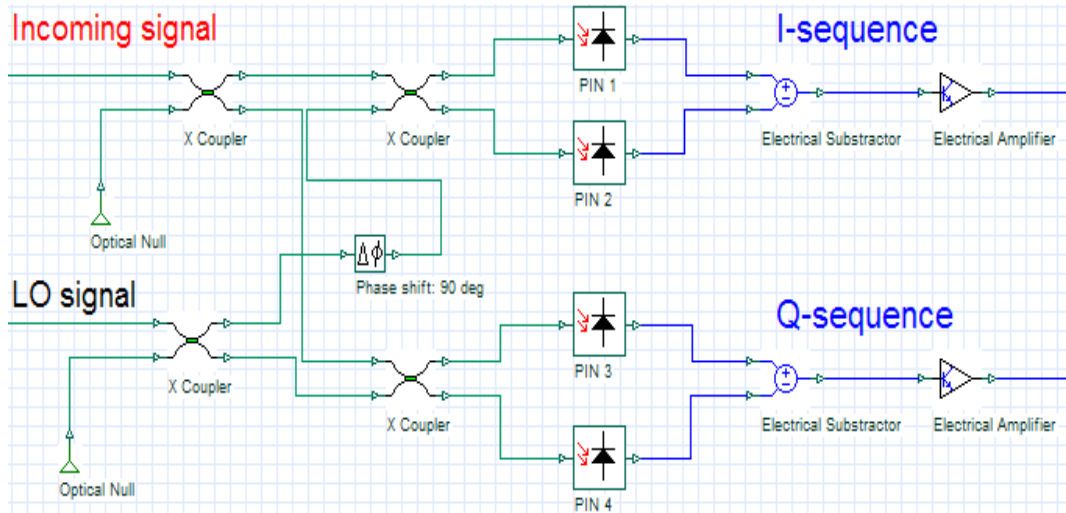 Incoming signal
I-sequence
PIN 1
X Coupler
X Coupler
Electrical Substractor
Electrical Amplifier
PIN 2
Optical Null
Δϕ
Phase shift: 90 deg
LO signal
Q-sequence
PIN 3
X Coupler
X Coupler
Electrical Substractor
Electrical Amplifier
Optical Null
PIN 4